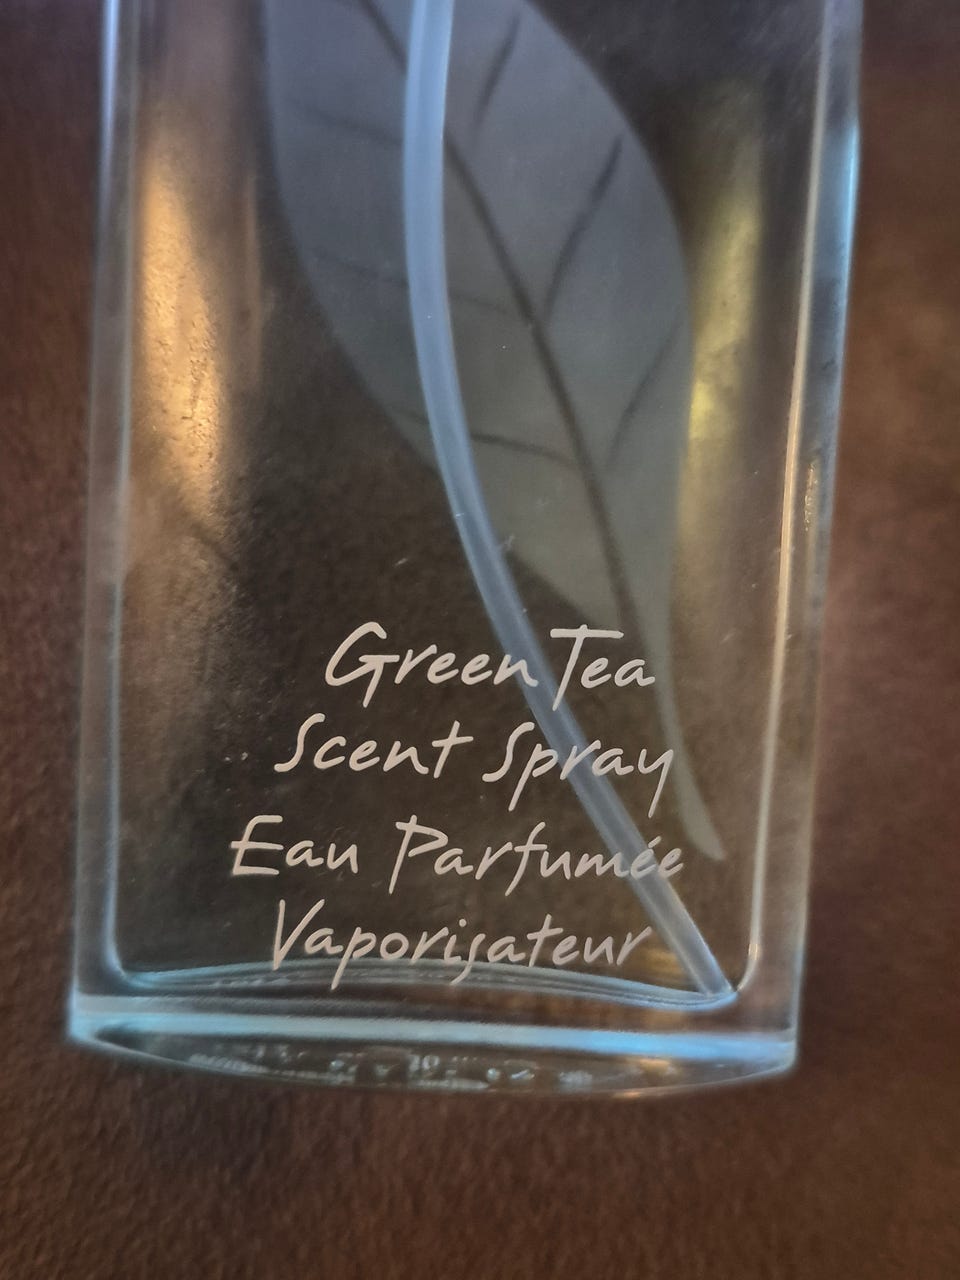 Green Tea
Scent Spray
Eau Parfumée
Vaporisateur